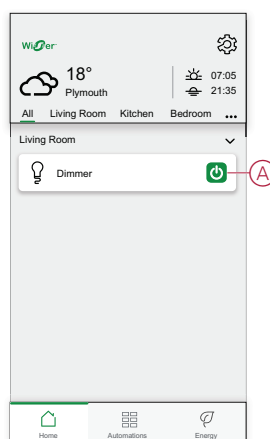 Wiser
18°
Plymouth
07:05
21:35
All Living Room Kitchen Bedroom •••
Living Room
Dimmer
A
Home Automations Energy